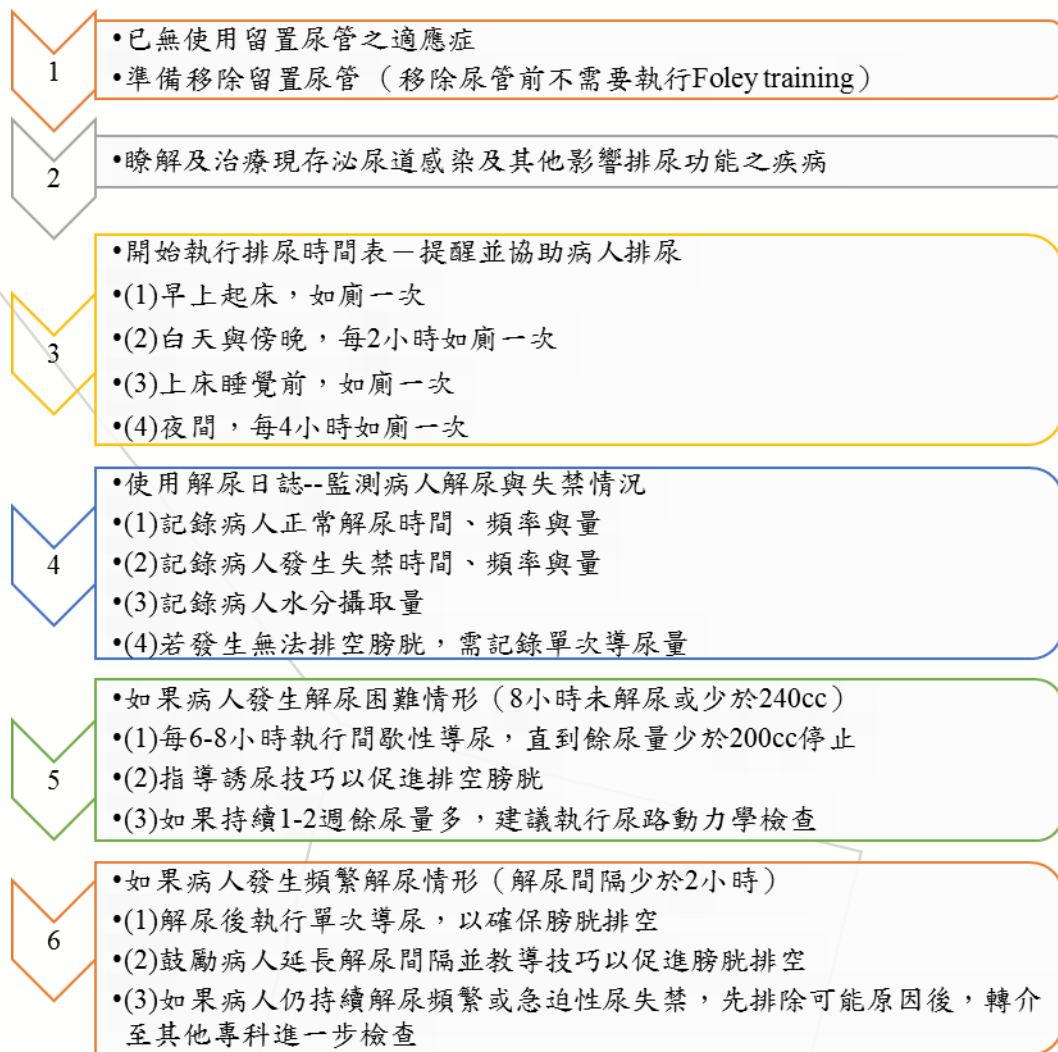 1
•已無使用留置尿管之適應症
•準備移除留置尿管（移除尿管前不需要執行Foley training）
2
•瞭解及治療現存泌尿道感染及其他影響排尿功能之疾病
3
•開始執行排尿時間表－提醒並協助病人排尿
•(1)早上起床，如廁一次
•(2)白天與傍晚，每2小時如廁一次
•(3)上床睡覺前，如廁一次
•(4)夜間，每4小時如廁一次
4
•使用解尿日誌--監測病人解尿與失禁情況
•(1)記錄病人正常解尿時間、頻率與量
•(2)記錄病人發生失禁時間、頻率與量
•(3)記錄病人水分攝取量
•(4)若發生無法排空膀胱，需記錄單次導尿量
5
•如果病人發生解尿困難情形（8小時未解尿或少於240cc）
•(1)每6-8小時執行間歇性導尿，直到餘尿量少於200cc停止
•(2)指導誘尿技巧以促進排空膀胱
•(3)如果持續1-2週餘尿量多，建議執行尿路動力學檢查
6
•如果病人發生頻繁解尿情形（解尿間隔少於2小時）
•(1)解尿後執行單次導尿，以確保膀胱排空
•(2)鼓勵病人延長解尿間隔並教導技巧以促進膀胱排空
•(3)如果病人仍持續解尿頻繁或急迫性尿失禁，先排除可能原因後，轉介
至其他專科進一步檢查